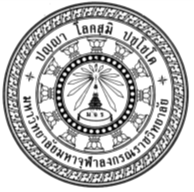 ปญฺญา โลกสฺมิ ปชฺโชโต
มหาวิทยาลัยมหาจุฬาลงกรณราชวิทยาลัย